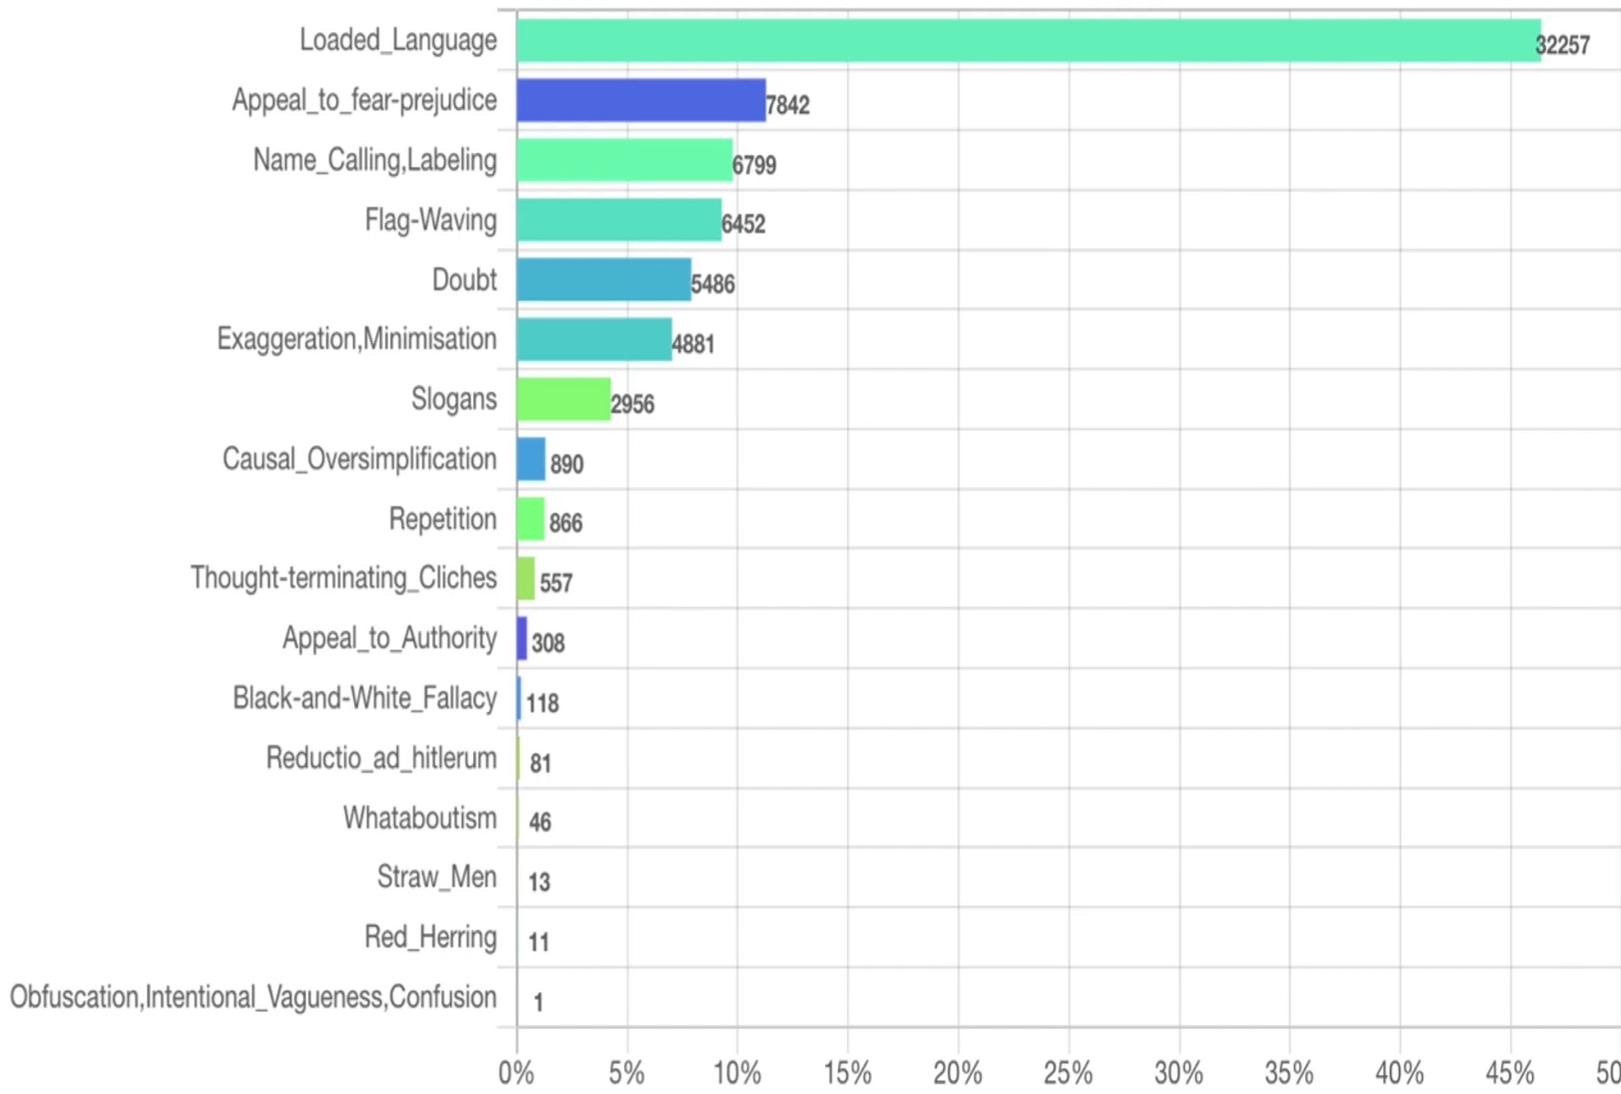 Loaded_Language 32257
Appeal_to_fear-prejudice 7842
Name_Calling,Labeling 6799
Flag-Waving 6452
Doubt 5486
Exaggeration,Minimisation 4881
Slogans 2956
Causal_Oversimplification 890
Repetition 866
Thought-terminating_Cliches 557
Appeal_to_Authority 308
Black-and-White_Fallacy 118
Reductio_ad_hitlerum 81
Whataboutism 46
Straw_Men 13
Red_Herring 11
Obfuscation,Intentional_Vagueness,Confusion 1
0% 5% 10% 15% 20% 25% 30% 35% 40% 45% 50